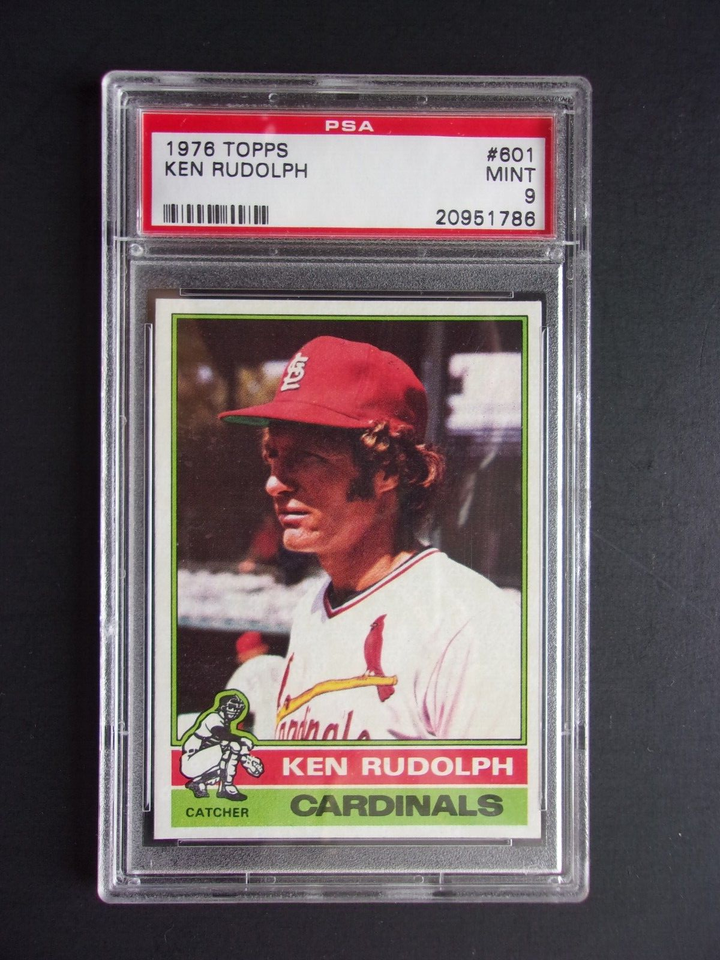 PSA
1976 TOPPS #601
KEN RUDOLPH MINT
9
20951786
STL
Cardinals
KEN RUDOLPH
CARDINALS
CATCHER